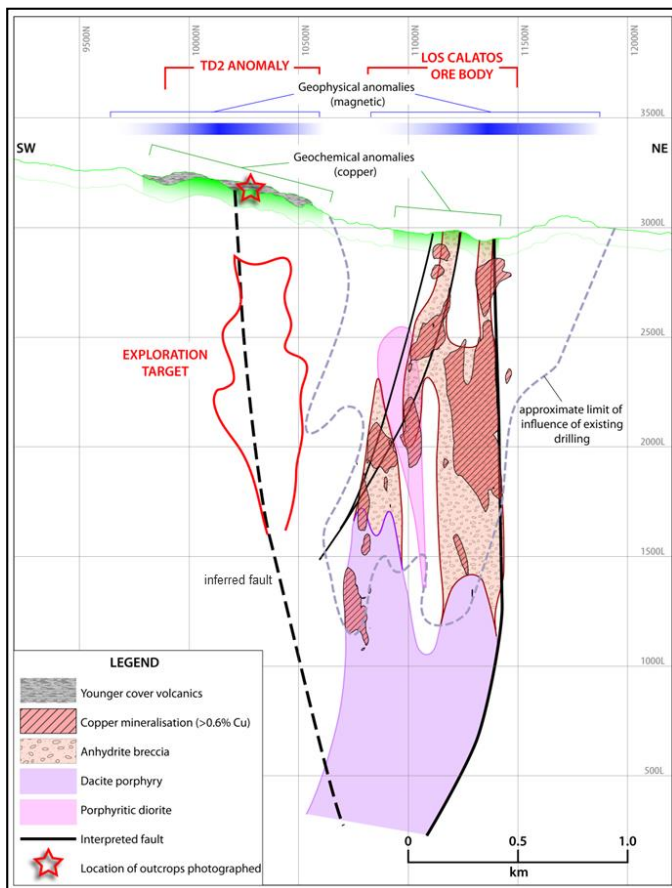 9500N
10000N
10500N
11000N
11500N
12000N
TD2 ANOMALY
LOS CALATOS
ORE BODY
Geophysical anomalies
(magnetic)
3500L
SW
NE
Geochemical anomalies
(copper)
3000L
2500L
EXPLORATION
TARGET
approximate limit of
influence of existing
drilling
2000L
1500L
inferred fault
1000L
500L
LEGEND
Younger cover volcanics
Copper mineralisation (>0.6% Cu)
Anhydrite breccia
Dacite porphyry
Porphyritic diorite
Interpreted fault
Location of outcrops photographed
0 0.5 1.0
km